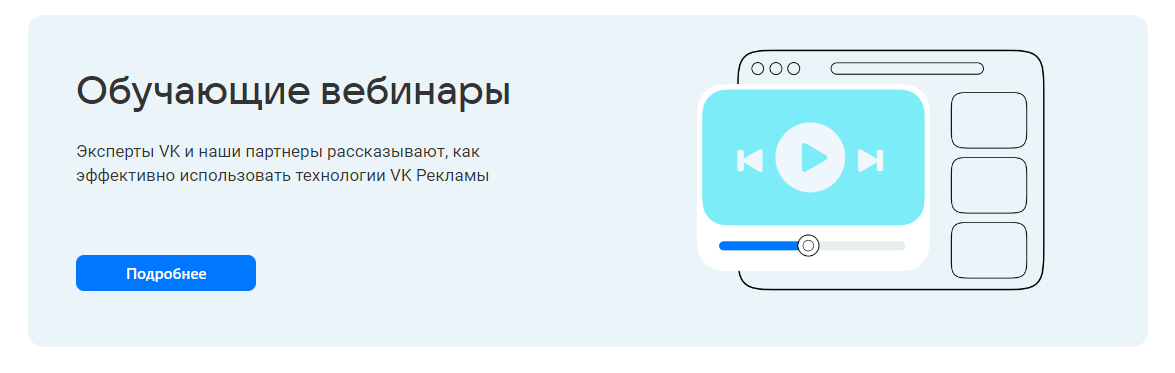 Обучающие вебинары
Эксперты VK и наши партнеры рассказывают, как
эффективно использовать технологии VK Рекламы
Подробнее